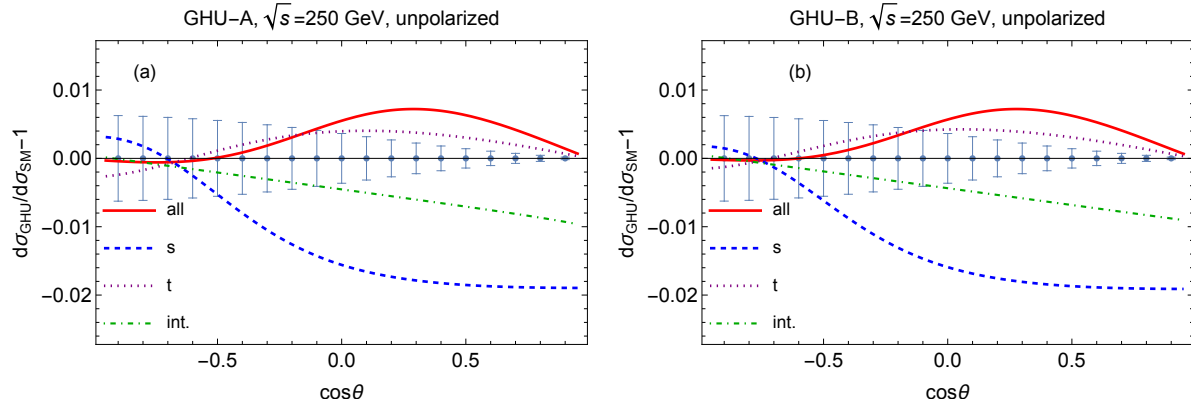 GHU−A, √s =250 GeV, unpolarized
(a)
0.01
0.00
−0.01
−0.02
dσGHU/dσSM−1
all
s
t
int.
−0.5
0.0
0.5
cosθ
GHU−B, √s =250 GeV, unpolarized
(b)
0.01
0.00
−0.01
−0.02
dσGHU/dσSM−1
all
s
t
int.
−0.5
0.0
0.5
cosθ